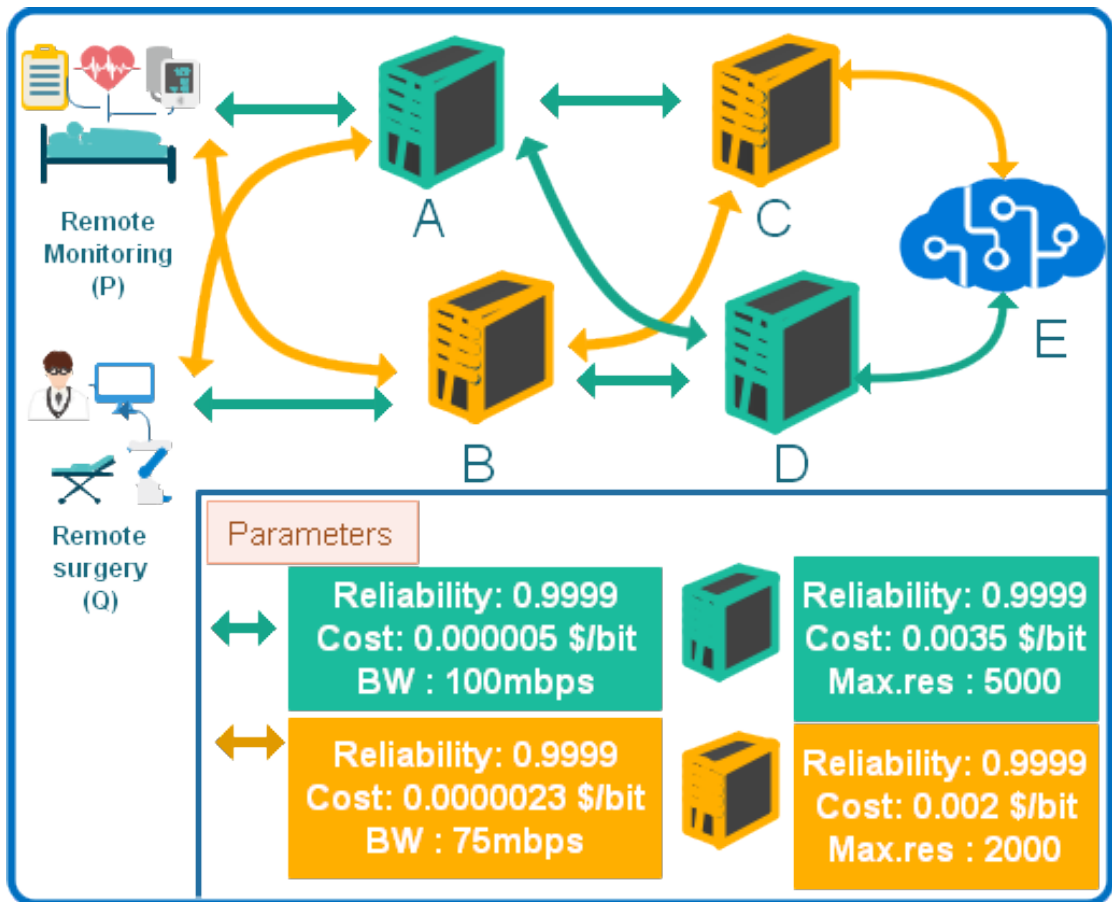 Remote
Monitoring
(P)
A
C
E
B
D
Remote
surgery
(Q)
Parameters
Reliability: 0.9999
Cost: 0.000005 $/bit
BW : 100mbps
Reliability: 0.9999
Cost: 0.0035 $/bit
Max.res : 5000
Reliability: 0.9999
Cost: 0.0000023 $/bit
BW : 75mbps
Reliability: 0.9999
Cost: 0.002 $/bit
Max.res : 2000